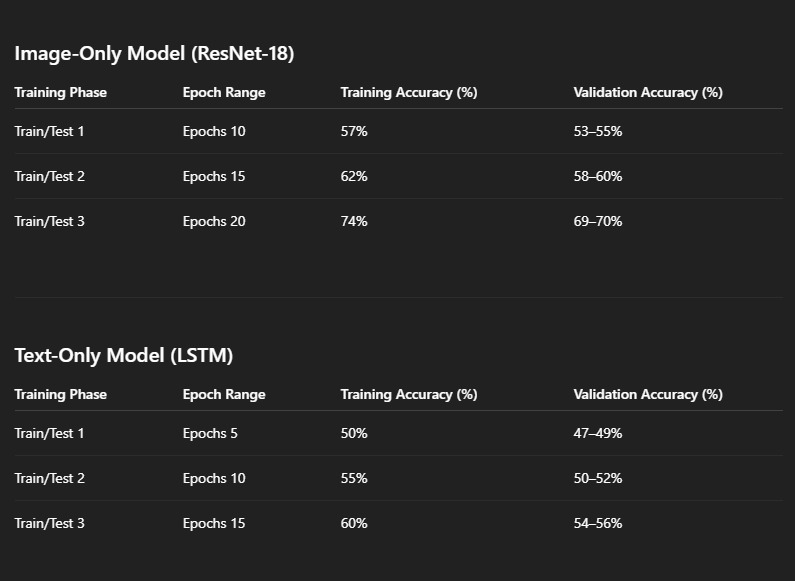 Image-Only Model (ResNet-18)
Training Phase Epoch Range Training Accuracy (%) Validation Accuracy (%)
Train/Test 1 Epochs 10 57% 53–55%
Train/Test 2 Epochs 15 62% 58–60%
Train/Test 3 Epochs 20 74% 69–70%
Text-Only Model (LSTM)
Training Phase Epoch Range Training Accuracy (%) Validation Accuracy (%)
Train/Test 1 Epochs 5 50% 47–49%
Train/Test 2 Epochs 10 55% 50–52%
Train/Test 3 Epochs 15 60% 54–56%